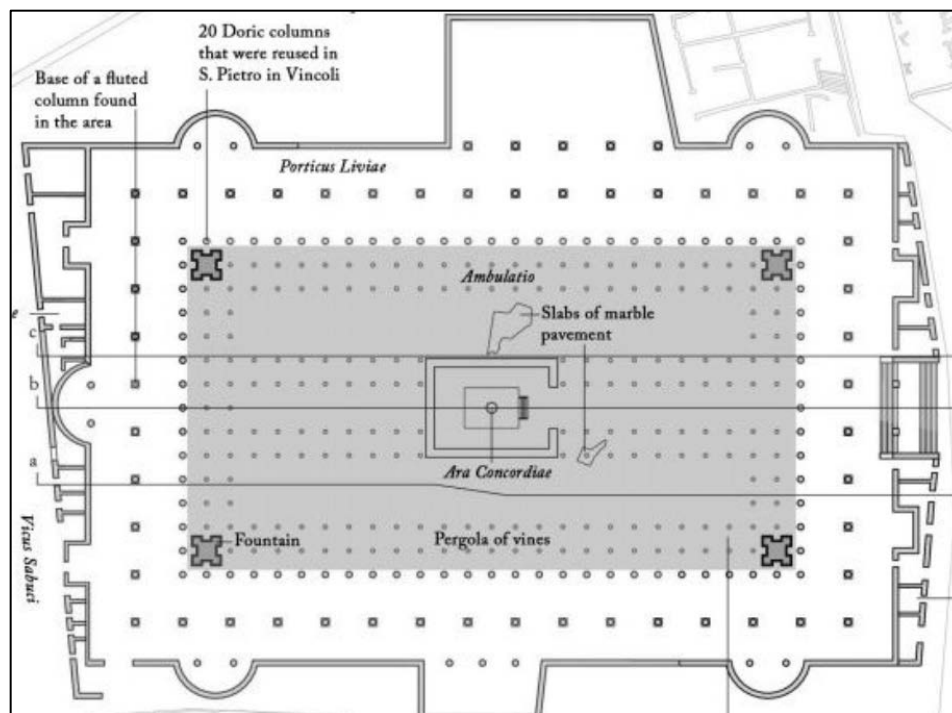 20 Doric columns
that were reused in
S. Pietro in Vincoli
Base of a fluted
column found
in the area
Porticus Liviae
Ambulatio
Slabs of marble
pavement
c
b
a
Ara Concordiae
Fountain
Pergola of vines
Vicus Sabuci